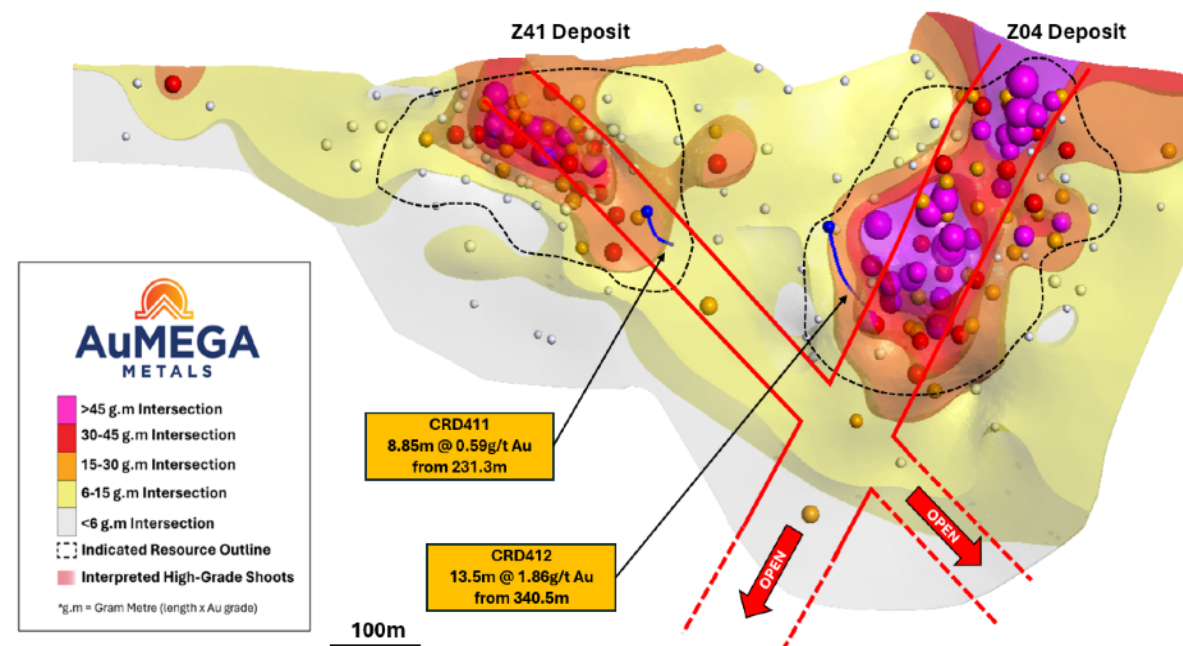 Z41 Deposit
Z04 Deposit
AuMEGA
METALS
>45 g.m Intersection
30-45 g.m Intersection
15-30 g.m Intersection
6-15 g.m Intersection
<6 g.m Intersection
Indicated Resource Outline
Interpreted High-Grade Shoots
*g.m = Gram Metre (length x Au grade)
CRD411
8.85m @ 0.59g/t Au
from 231.3m
CRD412
13.5m @ 1.86g/t Au
from 340.5m
OPEN
OPEN
100m